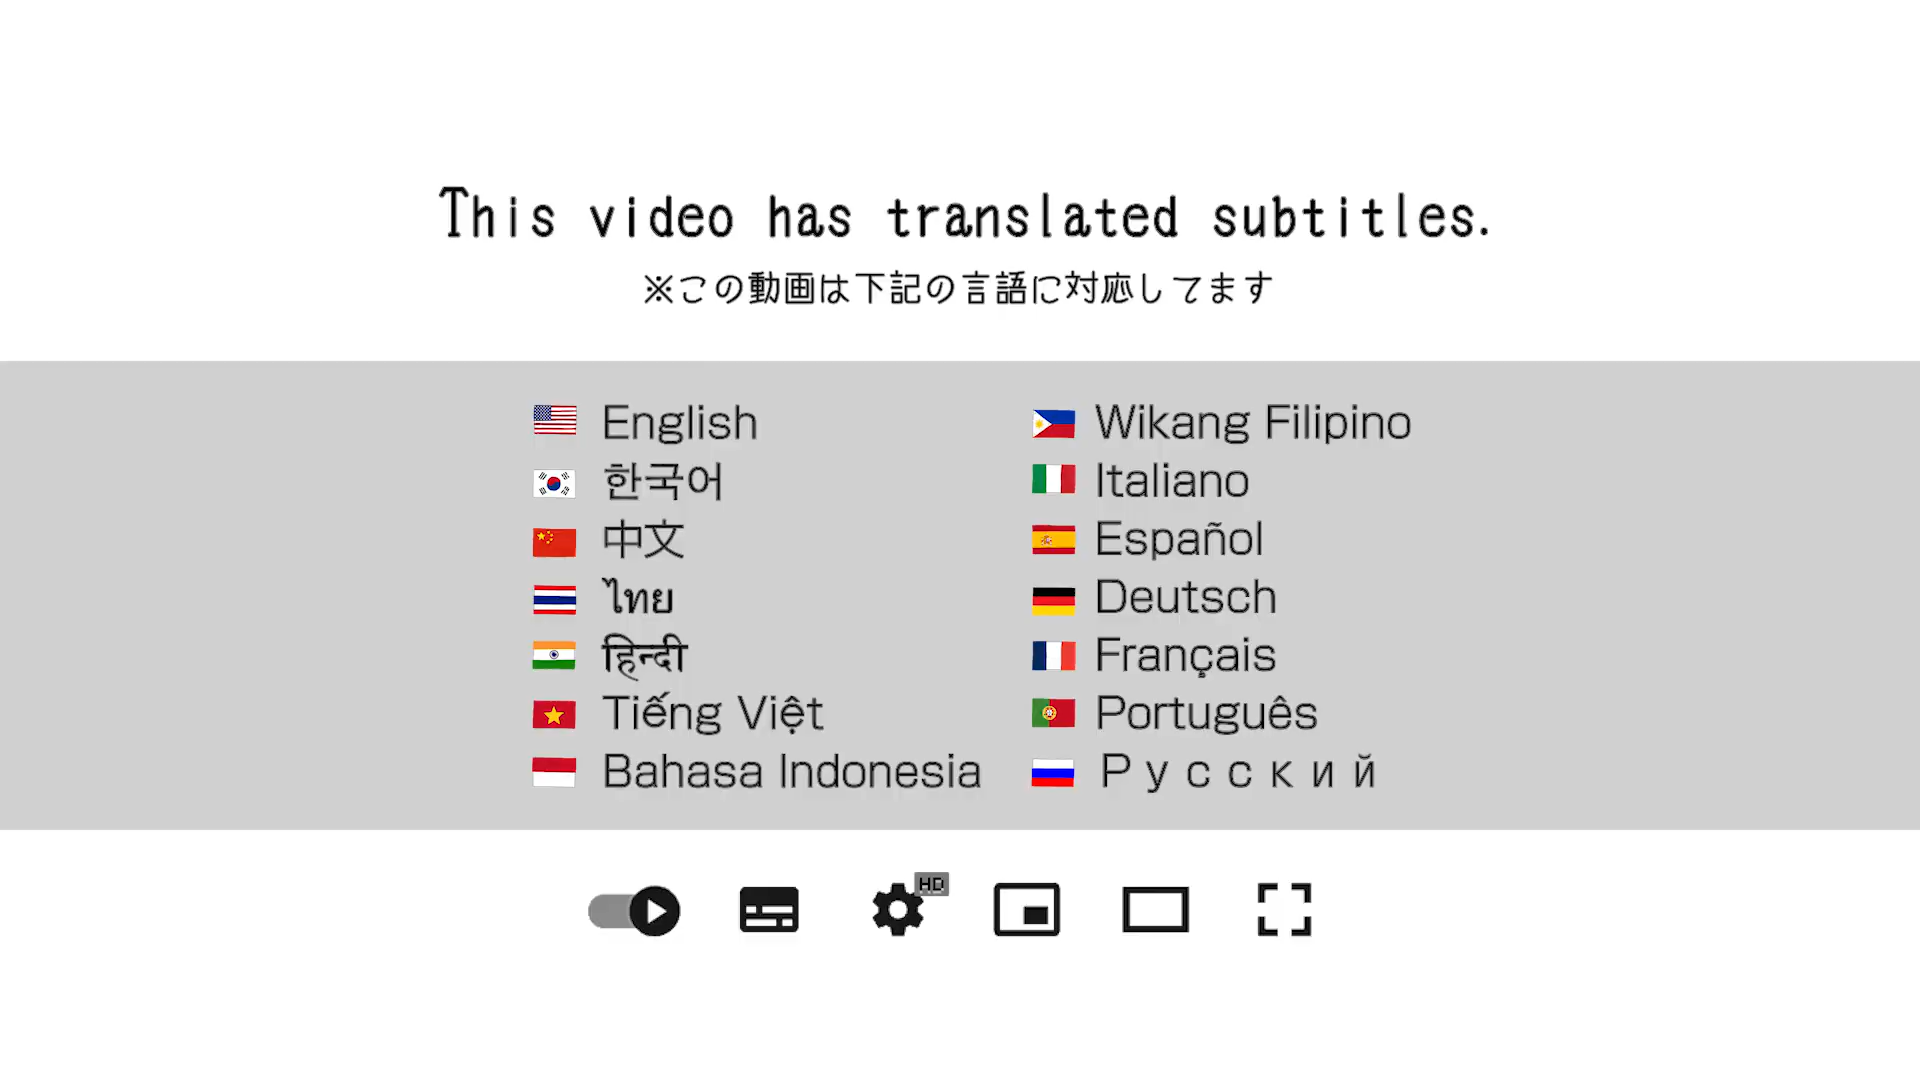 This video has translated subtitles.
※この動画は下記の言語に対応してます
English
한국어
中文
ไทย
हिन्दी
Tiếng Việt
Bahasa Indonesia
Wikang Filipino
Italiano
Español
Deutsch
Français
Português
Русский
HD